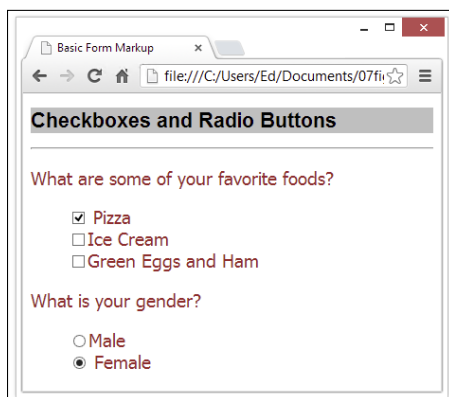 Basic Form Markup
file:///C:/Users/Ed/Documents/07fi
Checkboxes and Radio Buttons
What are some of your favorite foods?
Pizza
Ice Cream
Green Eggs and Ham
What is your gender?
Male
Female